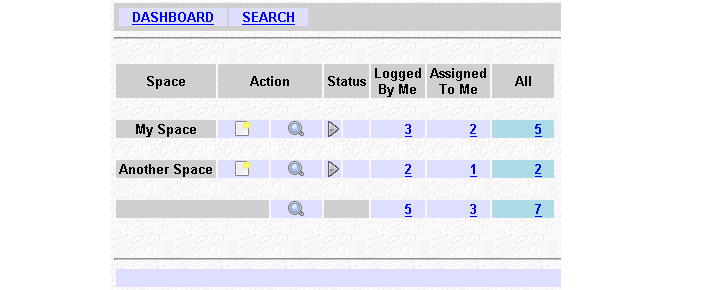 DASHBOARD SEARCH
Space Action Status Logged By Me Assigned To Me All
My Space 3 2 5
Another Space 2 1 2
5 3 7